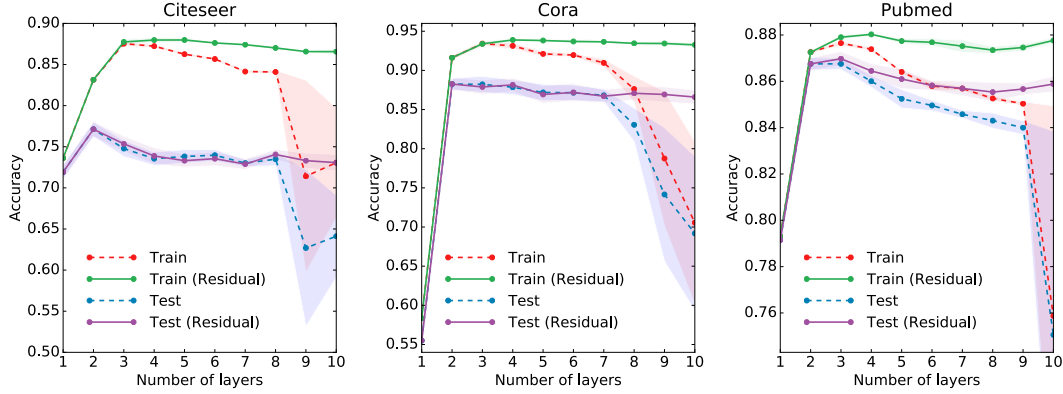 Citeseer
0.90
0.85
0.80
0.75
0.70
0.65
0.60
0.55
0.50
Accuracy
1 2 3 4 5 6 7 8 9 10
Number of layers
Train
Train (Residual)
Test
Test (Residual)
Cora
0.95
0.90
0.85
0.80
0.75
0.70
0.65
0.60
0.55
Accuracy
1 2 3 4 5 6 7 8 9 10
Number of layers
Train
Train (Residual)
Test
Test (Residual)
Pubmed
0.88
0.86
0.84
0.82
0.80
0.78
0.76
Accuracy
1 2 3 4 5 6 7 8 9 10
Number of layers
Train
Train (Residual)
Test
Test (Residual)